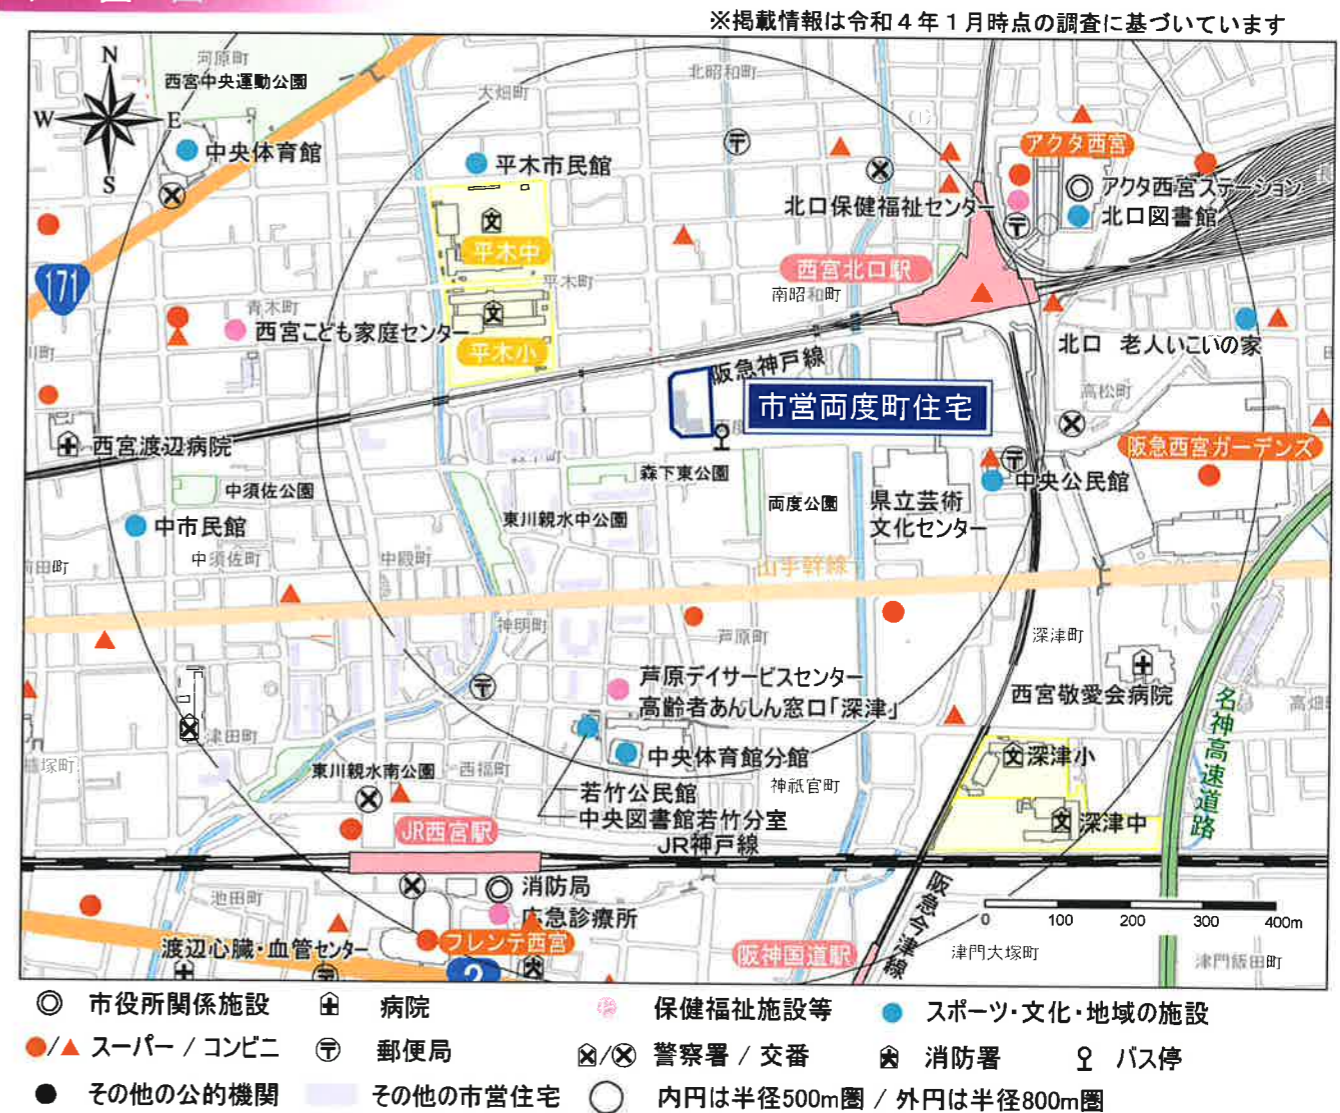 ※掲載情報は令和４年１月時点の調査に基づいています
河原町
西宮中央運動公園
N
W
E
S
中央体育館
大畑町
北昭和町
平木市民館
アクタ西宮
アクタ西宮ステーション
北口図書館
北口保健福祉センター
平木中
西宮北口駅
171
平木町
南昭和町
青木町
西宮こども家庭センター
平木小
北口 老人いこいの家
阪急神戸線
市営両度町住宅
高松町
西宮渡辺病院
阪急西宮ガーデンズ
森下東公園
中須佐公園
両度公園
県立芸術
文化センター
中央公民館
東川親水中公園
中市民館
中須佐町
中殿町
山手幹線
神明町
芦原町
深津町
芦原デイサービスセンター
高齢者あんしん窓口「深津」
西宮敬愛会病院
名神高速道路
津田町
中央体育館分館
深津小
東川親水南公園
西福町
神祇官町
若竹公民館
中央図書館若竹分室
深津中
JR西宮駅
JR神戸線
消防局
池田町
応急診療所
阪急今津線
0 100 200 300 400m
渡辺心臓・血管センター
フレンテ西宮
2
阪神国道駅
津門大塚町
津門飯田町
市役所関係施設 病院 保健福祉施設等 スポーツ・文化・地域の施設
/ スーパー / コンビニ 郵便局 / 警察署 / 交番 消防署 バス停
その他の公的機関 その他の市営住宅 内円は半径500m圏 / 外円は半径800m圏